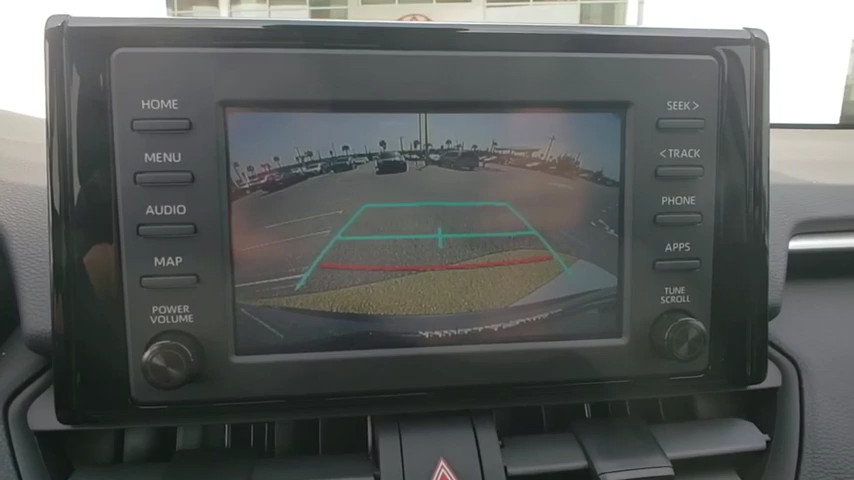 HOME
MENU
AUDIO
MAP
POWER
VOLUME
SEEK >
< TRACK
PHONE
APPS
TUNE
SCROLL